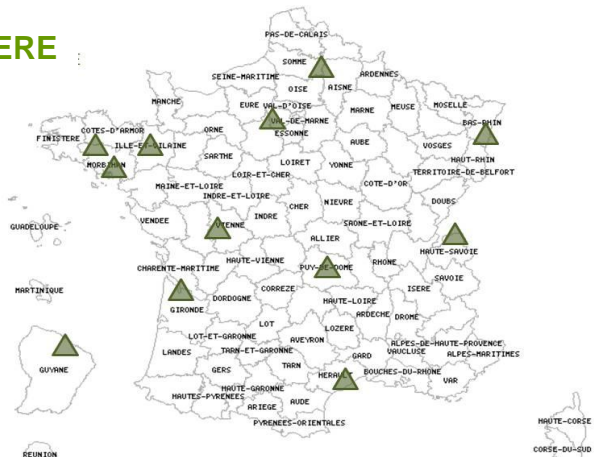 ERE
PAS-DE-CALAIS
SOMME
SEINE-MARITIME
OISE
AISNE
ARDENNES
MANCHE
EURE
VAL-D'OISE
MARNE
MEUSE
MOSELLE
VAL-DE-MARNE
BAS-RHIN
FINISTERE
COTES-D'ARMOR
ORNE
ESSONNE
ILLE-ET-VILAINE
AUBE
VOSGES
MORBIHAN
SARTHE
LOIRET
YONNE
HAUT-RHIN
TERRITOIRE-DE-BELFORT
LOIR-ET-CHER
MAINE-ET-LOIRE
COTE-D'OR
INDRE-ET-LOIRE
CHER
NIEVRE
DOUBS
VENDEE
VIENNE
INDRE
SAONE-ET-LOIRE
GUADELOUPE
ALLIER
HAUTE-SAVOIE
CHARENTE-MARITIME
HAUTE-VIENNE
PUY-DE-DOME
RHONE
SAVOIE
MARTINIQUE
CORREZE
ISERE
DORDOGNE
HAUTE-LOIRE
GIRONDE
ARDECHE
DROME
LOT
LOZERE
LOT-ET-GARONNE
AVEYRON
ALPES-DE-HAUTE-PROVENCE
LANDES
TARN-ET-GARONNE
GARD
VAUCLUSE
ALPES-MARITIMES
GUYANE
GERS
TARN
HERAULT
BOUCHES-DU-RHONE
VAR
HAUTE-GARONNE
HAUTES-PYRENEES
ARIEGE
AUDE
PYRENEES-ORIENTALES
HAUTE-CORSE
CORSE-DU-SUD
REUNION